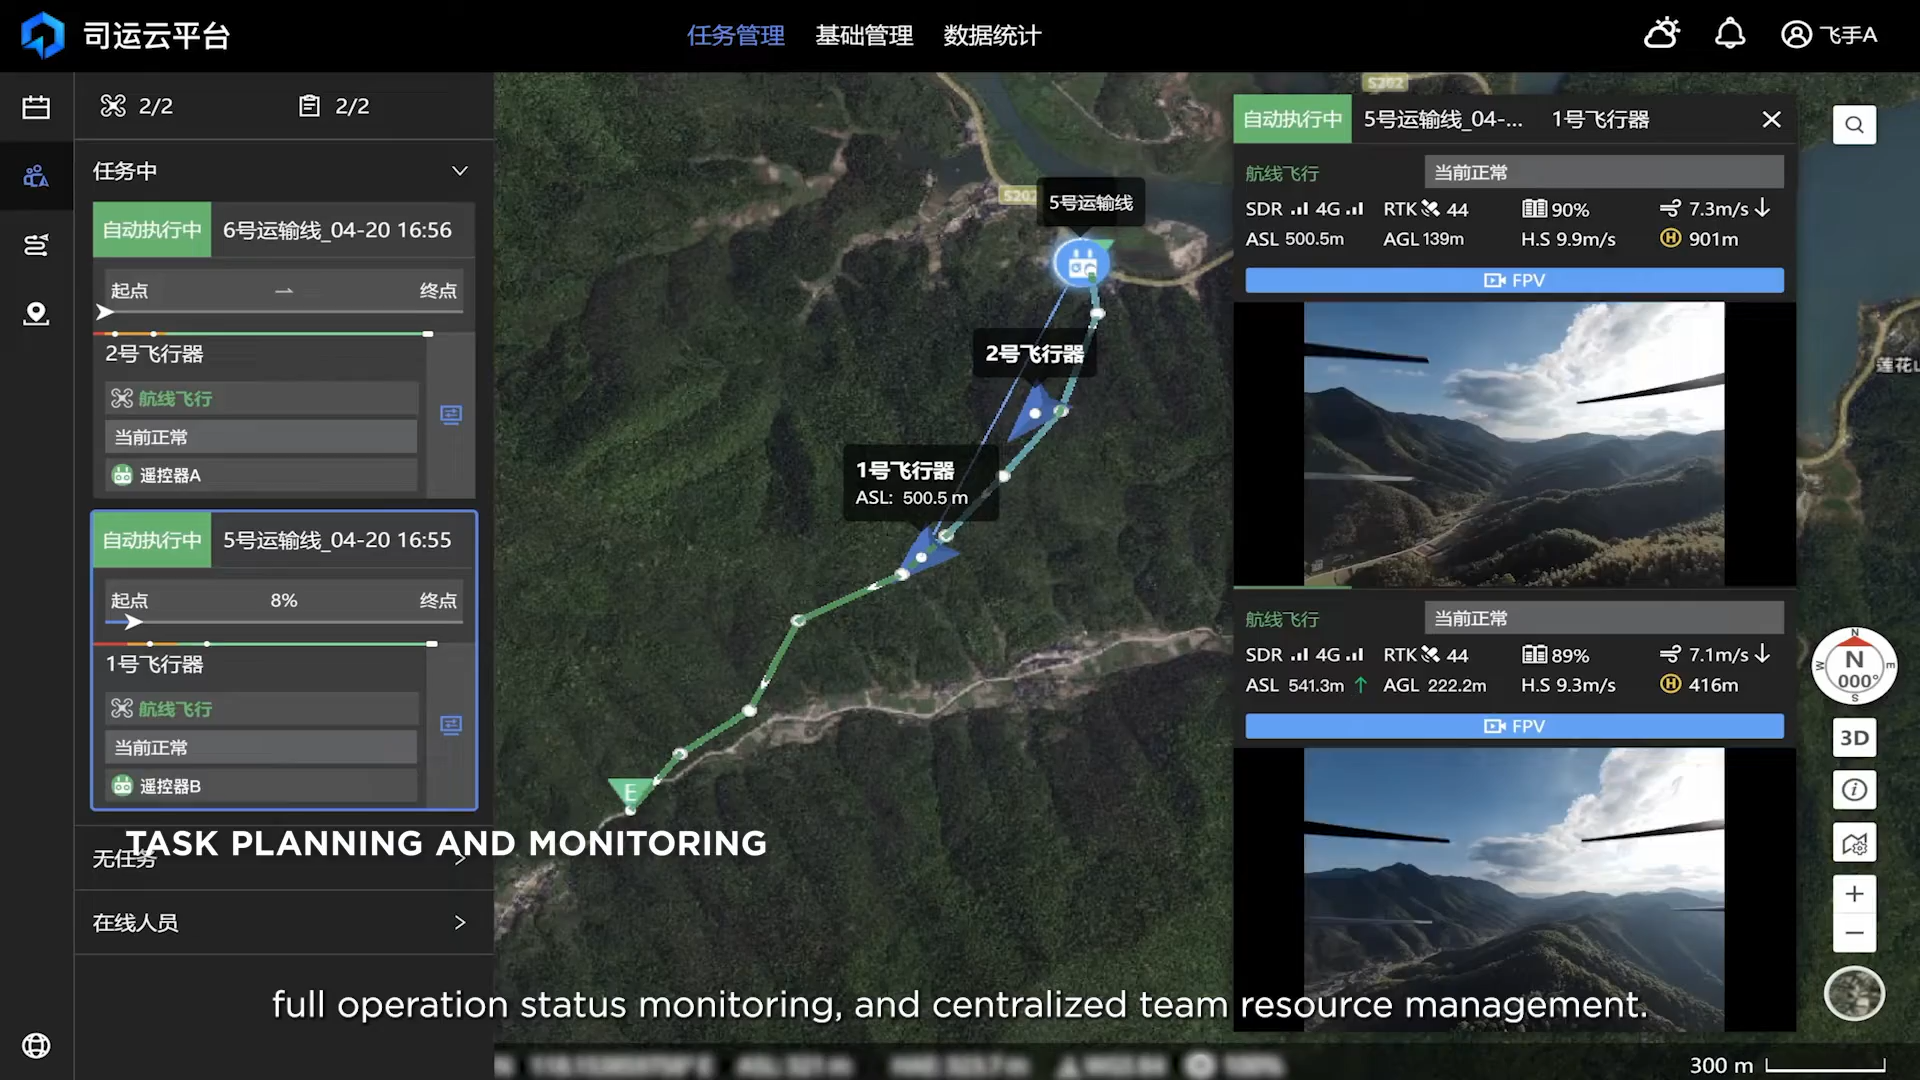 司运云平台
任务管理 基础管理 数据统计
飞手A
2/2 2/2
任务中
自动执行中 6号运输线_04-20 16:56
起点 终点
2号飞行器
航线飞行
当前正常
遥控器A
自动执行中 5号运输线_04-20 16:55
起点 8% 终点
1号飞行器
航线飞行
当前正常
遥控器B
无任务
在线人员
TASK PLANNING AND MONITORING
S202
S202
5号运输线
2号飞行器
1号飞行器
ASL: 500.5 m
E
自动执行中 5号运输线_04-... 1号飞行器
航线飞行 当前正常
SDR 4G RTK 44 90% 7.3m/s
ASL 500.5m AGL 139m H.S 9.9m/s H 901m
FPV
航线飞行 当前正常
SDR 4G RTK 44 89% 7.1m/s
ASL 541.3m AGL 222.2m H.S 9.3m/s H 416m
FPV
莲花
N
W
N
000°
S
3D
full operation status monitoring, and centralized team resource management.
300 m